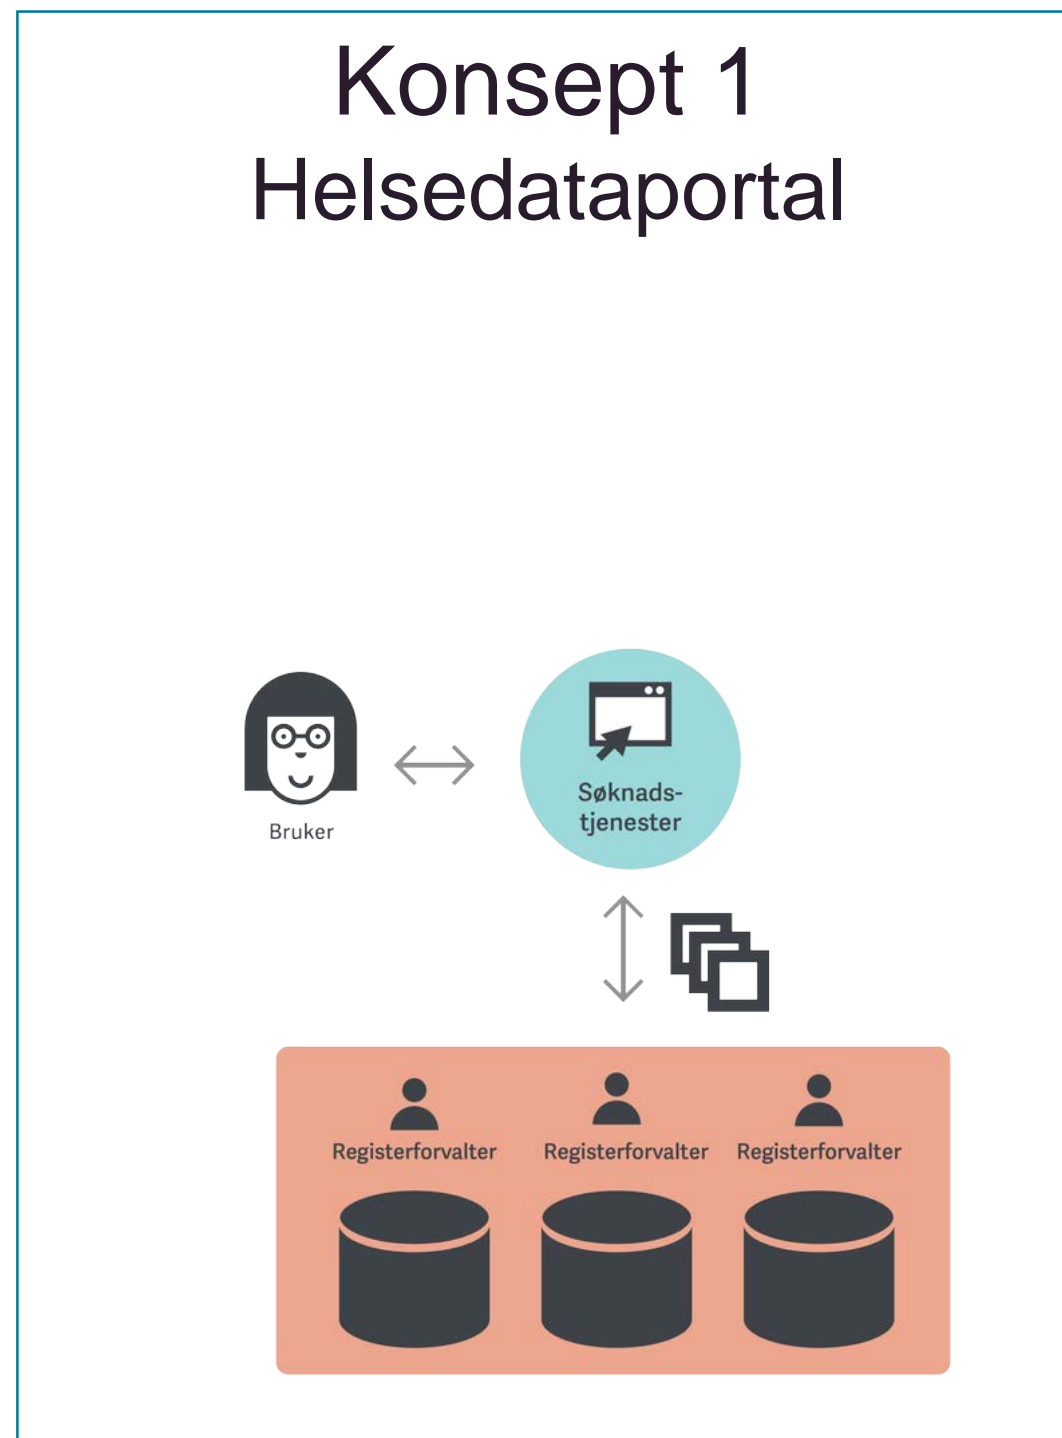 Konsept 1
Helsedataportal
Søknads-
tjenester
Bruker
Registerforvalter Registerforvalter Registerforvalter